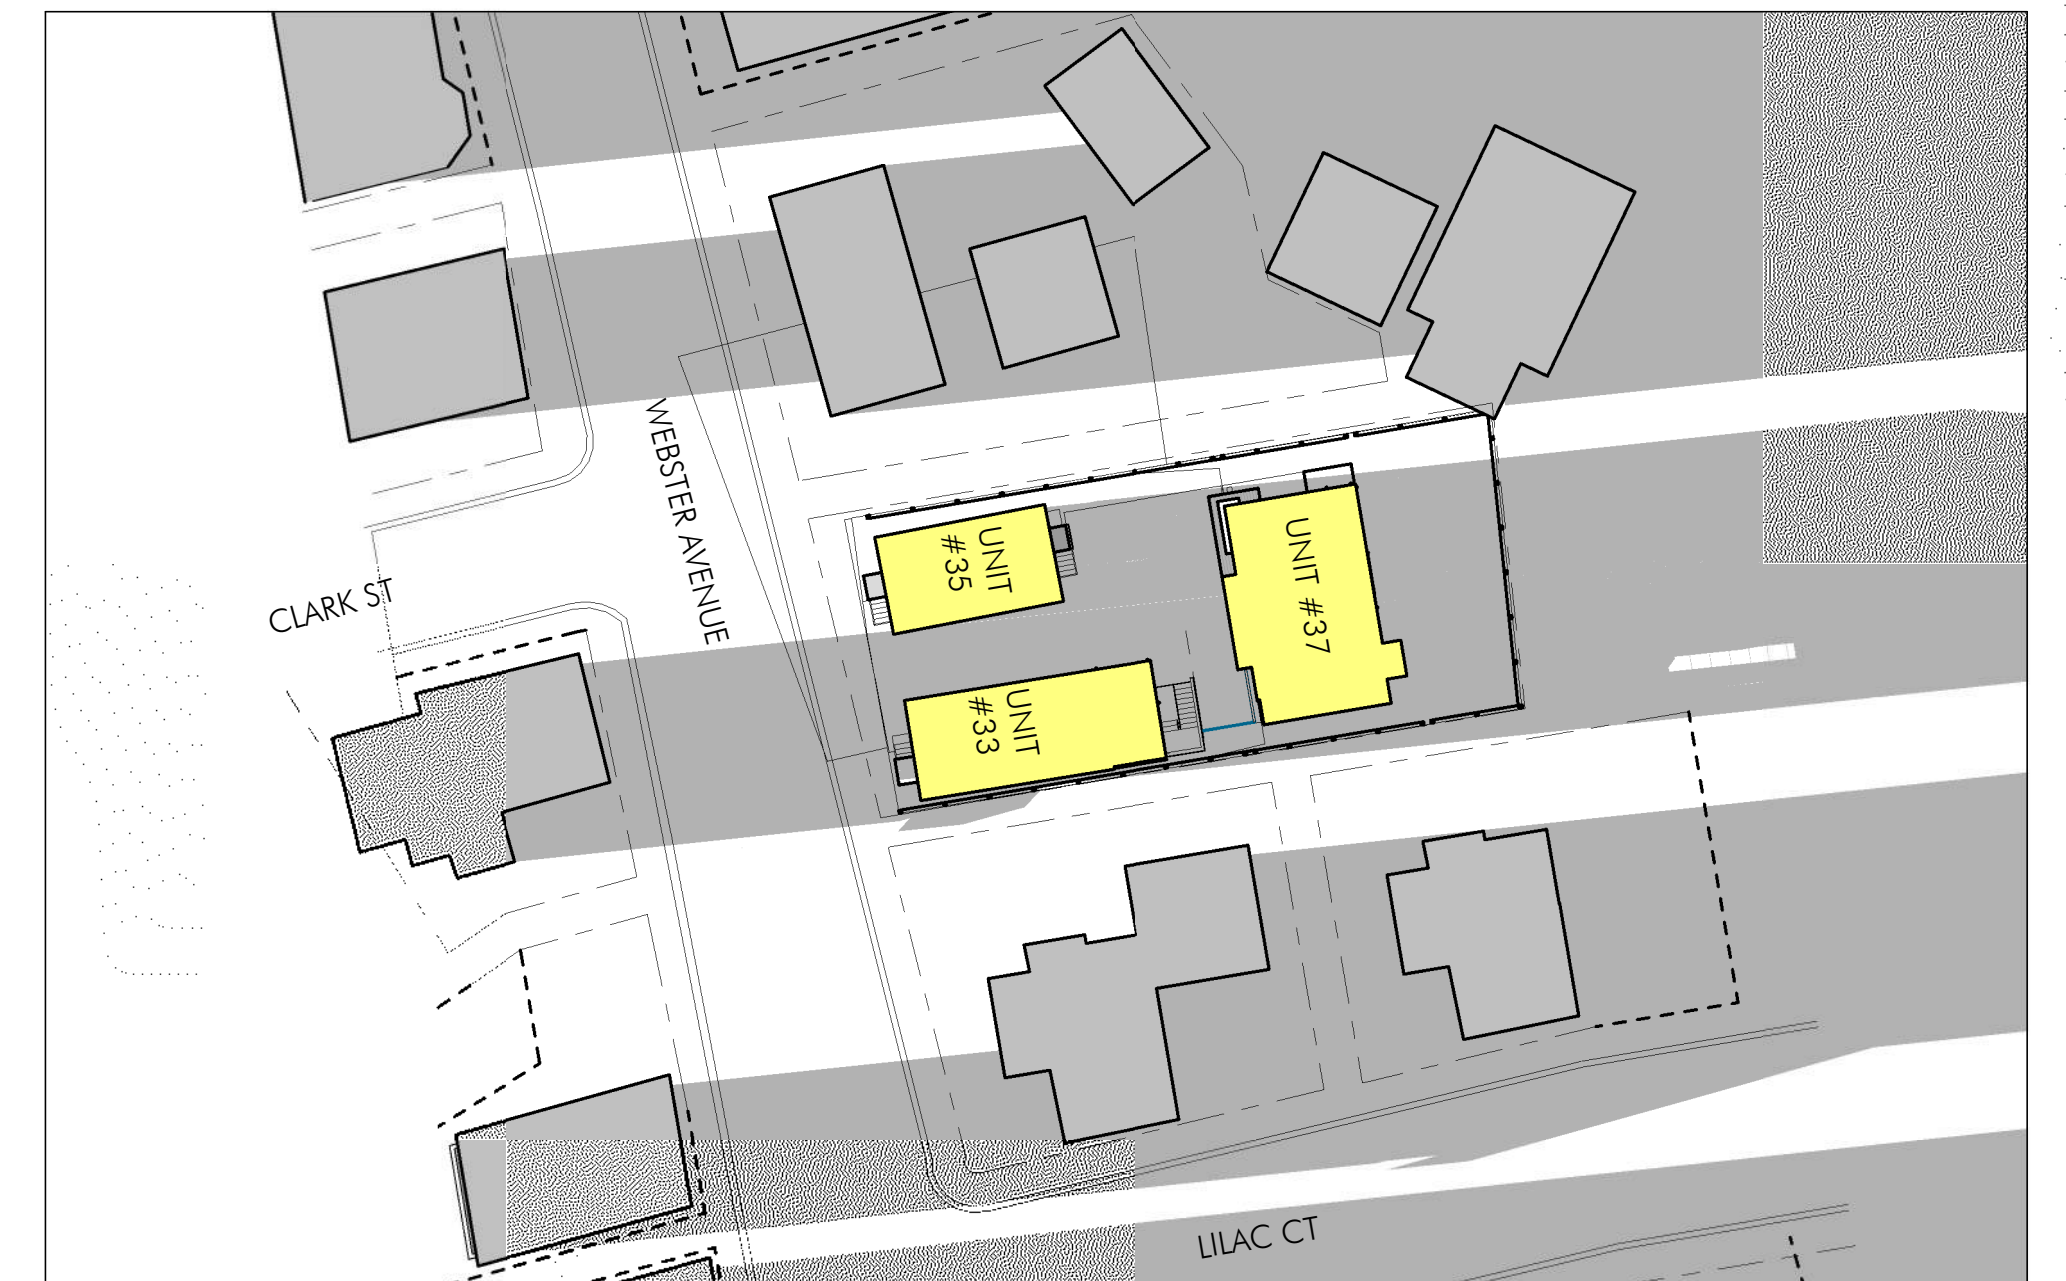 WEBSTER AVENUE
CLARK ST
UNIT
#35
UNIT #37
UNIT
#33
LILAC CT